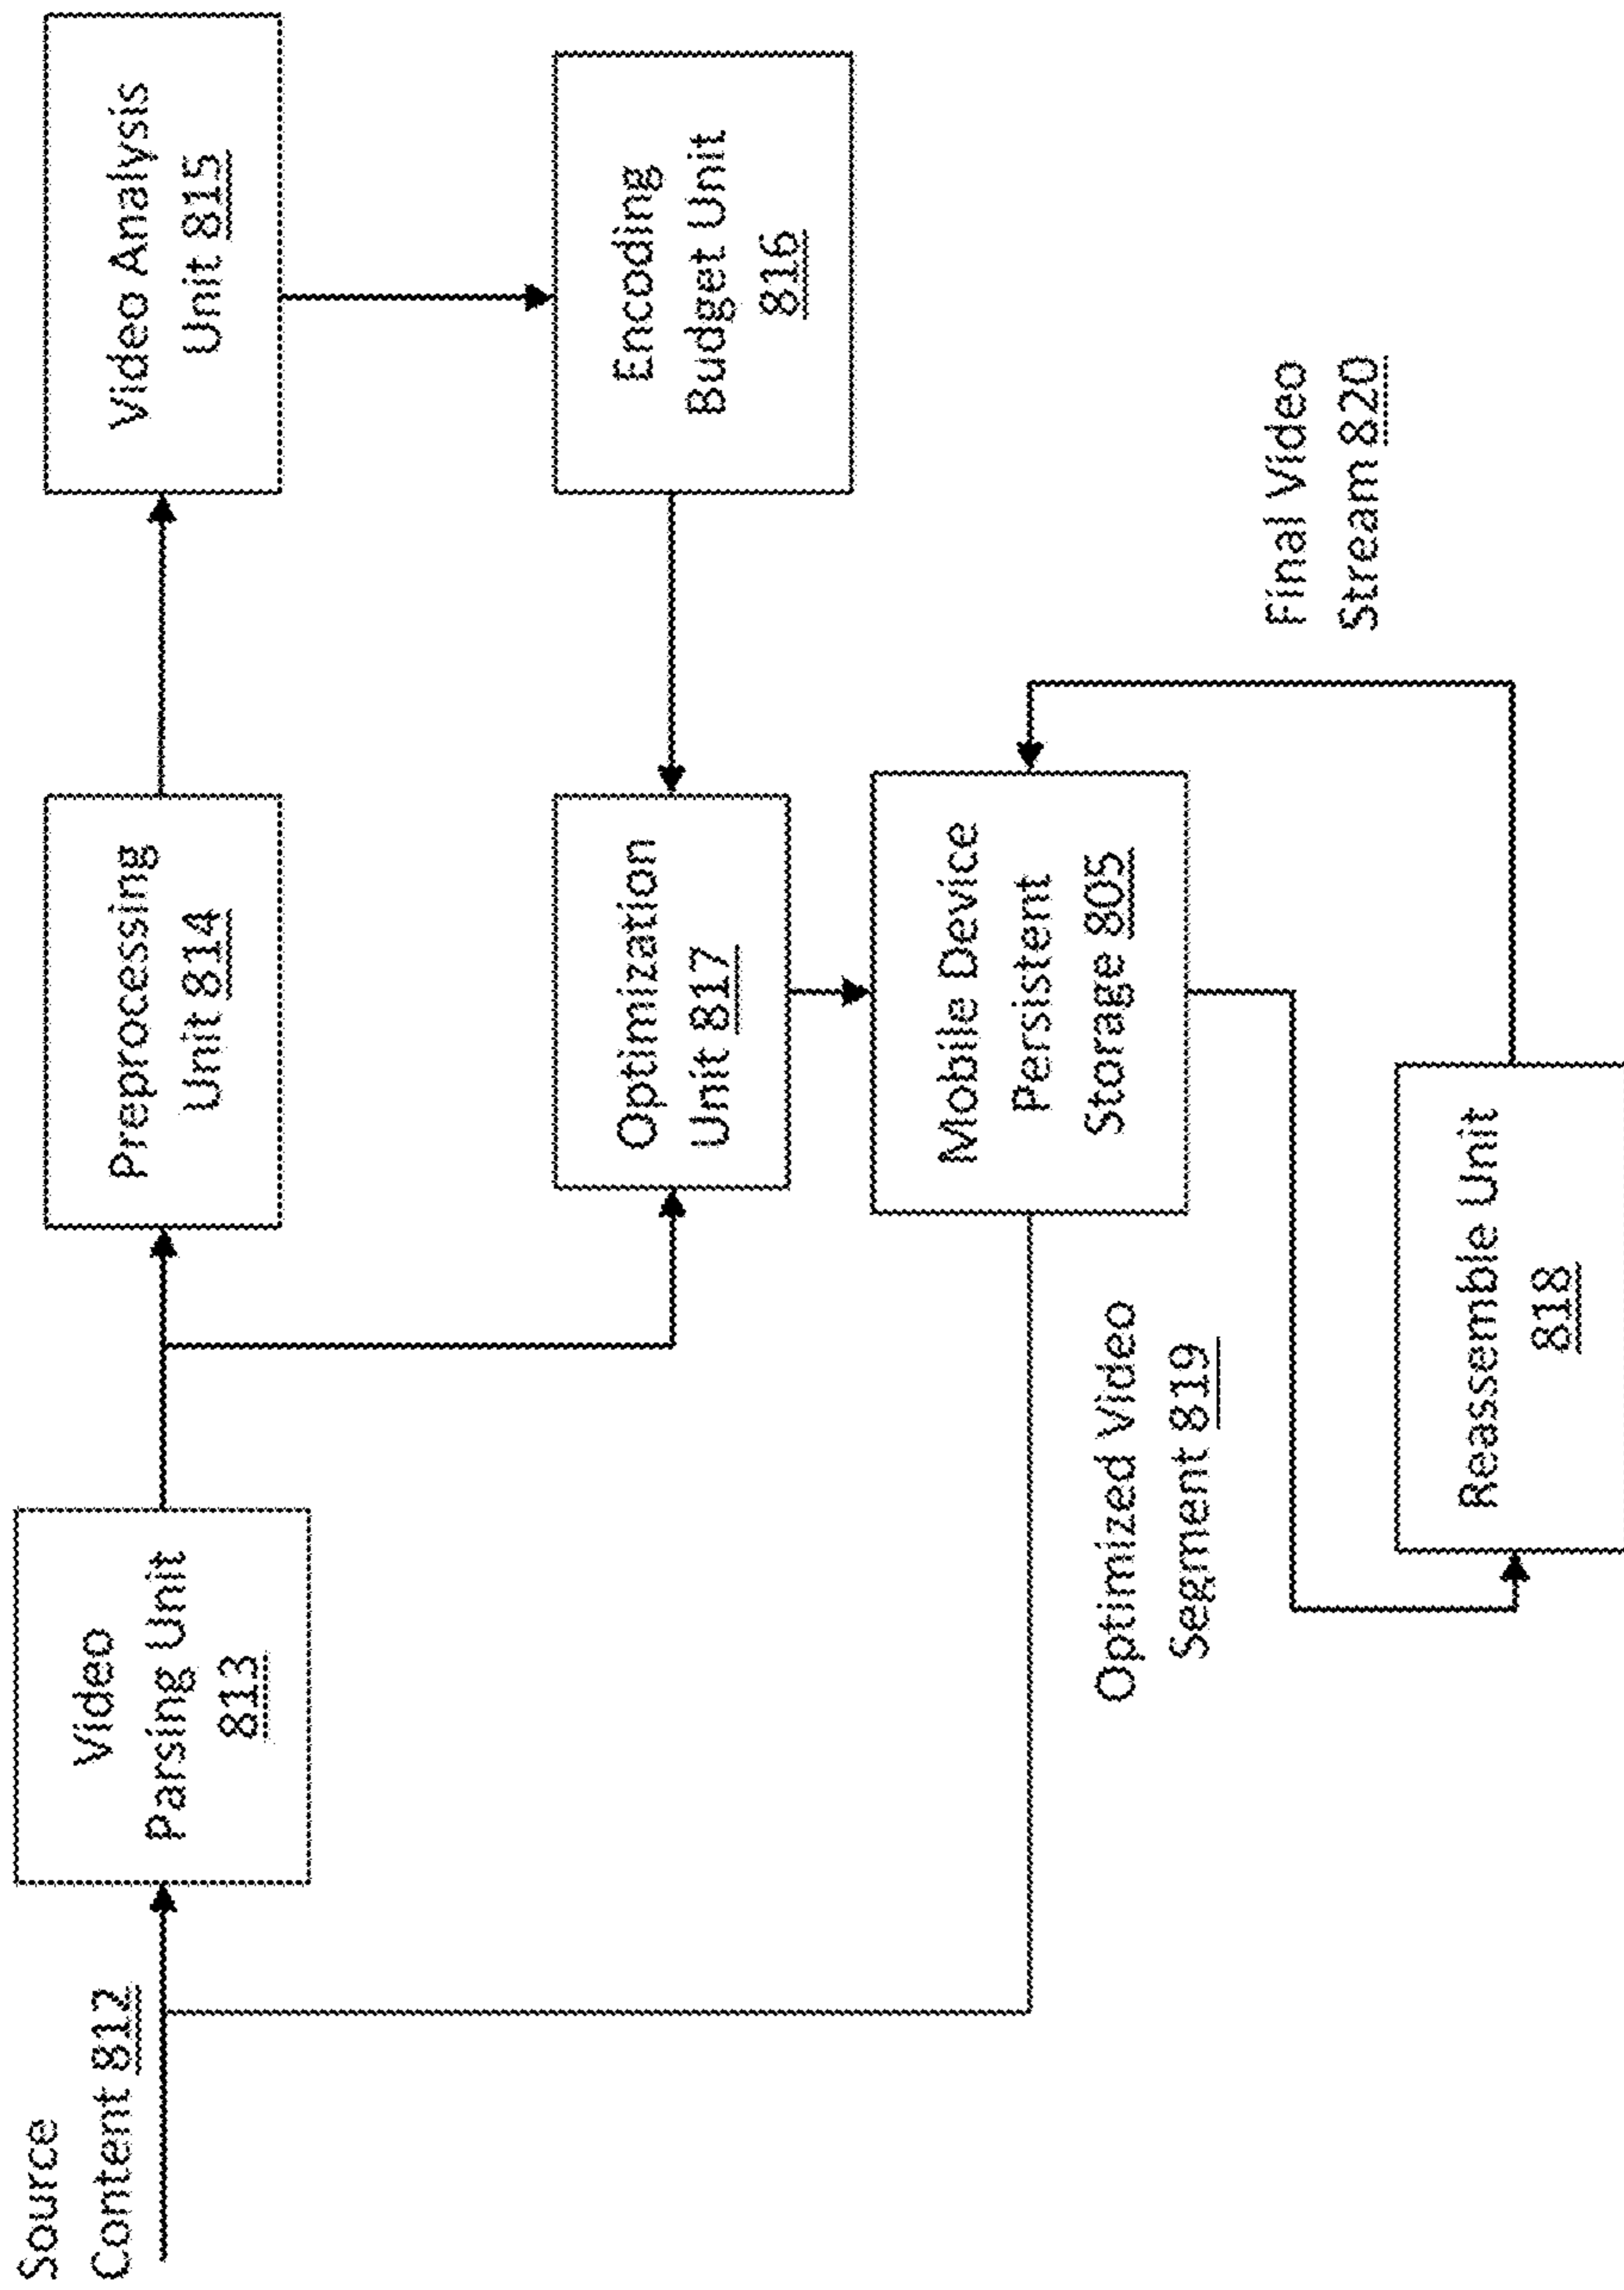 Source
Content 812
Video
Parsing Unit
813
Preprocessing
Unit 814
Video Analysis
Unit 815
Optimization
Unit 817
Encoding
Budget Unit
816
Mobile Device
Persistent
Storage 805
Optimized Video
Segment 819
Final Video
Stream 820
Reassemble Unit
818